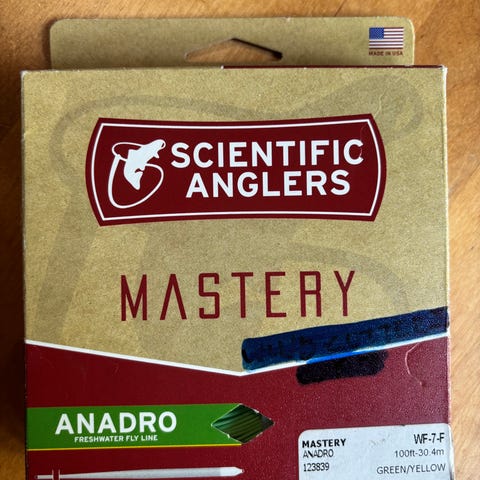 MADE IN USA
SCIENTIFIC
ANGLERS
MASTERY
ANADRO
FRESHWATER FLY LINE
MASTERY WF-7-F
ANADRO 100ft-30.4m
123839 GREEN/YELLOW